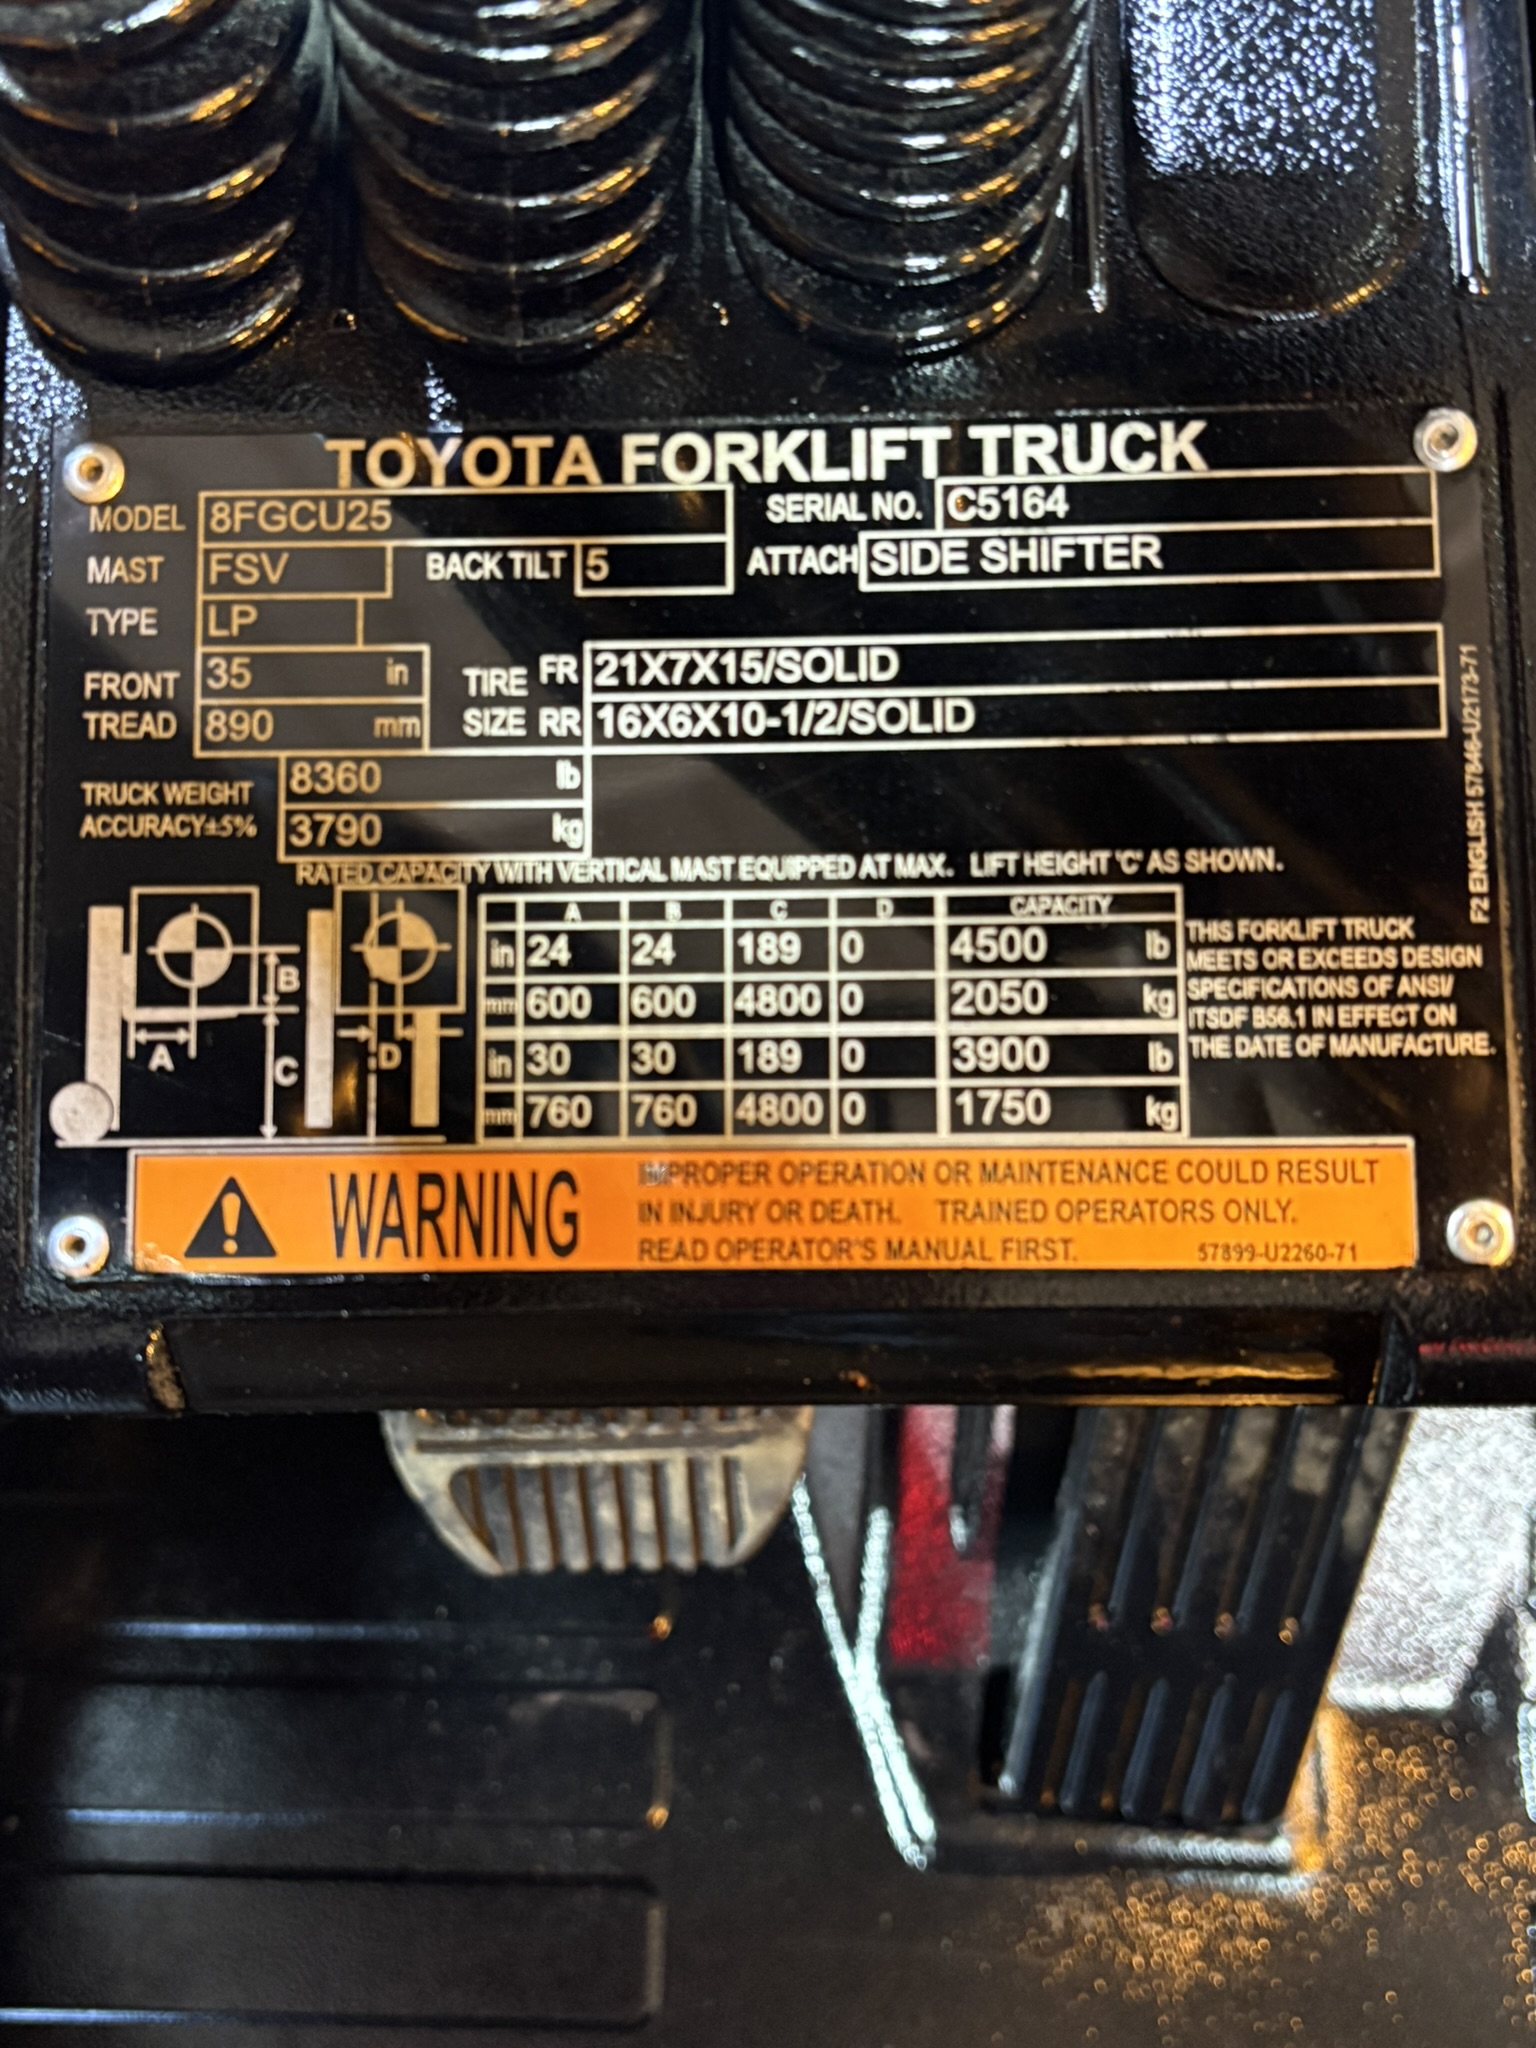 TOYOTA FORKLIFT TRUCK
MODEL 8FGCU25 SERIAL NO. C5164
MAST FSV BACK TILT 5 ATTACH SIDE SHIFTER
TYPE LP
FRONT TREAD 35 in TIRE SIZE FR 21X7X15/SOLID
890 mm RR 16X6X10-1/2/SOLID
TRUCK WEIGHT 8360 lb
ACCURACY±5% 3790 kg
RATED CAPACITY WITH VERTICAL MAST EQUIPPED AT MAX. LIFT HEIGHT 'C' AS SHOWN.
A B C D
A B C D CAPACITY
in 24 24 189 0 4500 lb
mm 600 600 4800 0 2050 kg
in 30 30 189 0 3900 lb
mm 760 760 4800 0 1750 kg
THIS FORKLIFT TRUCK
MEETS OR EXCEEDS DESIGN
SPECIFICATIONS OF ANSI/
ITSDF B56.1 IN EFFECT ON
THE DATE OF MANUFACTURE.
F2 ENGLISH 57846-U2173-71
WARNING
IMPROPER OPERATION OR MAINTENANCE COULD RESULT
IN INJURY OR DEATH. TRAINED OPERATORS ONLY.
READ OPERATOR'S MANUAL FIRST. 57899-U2260-71